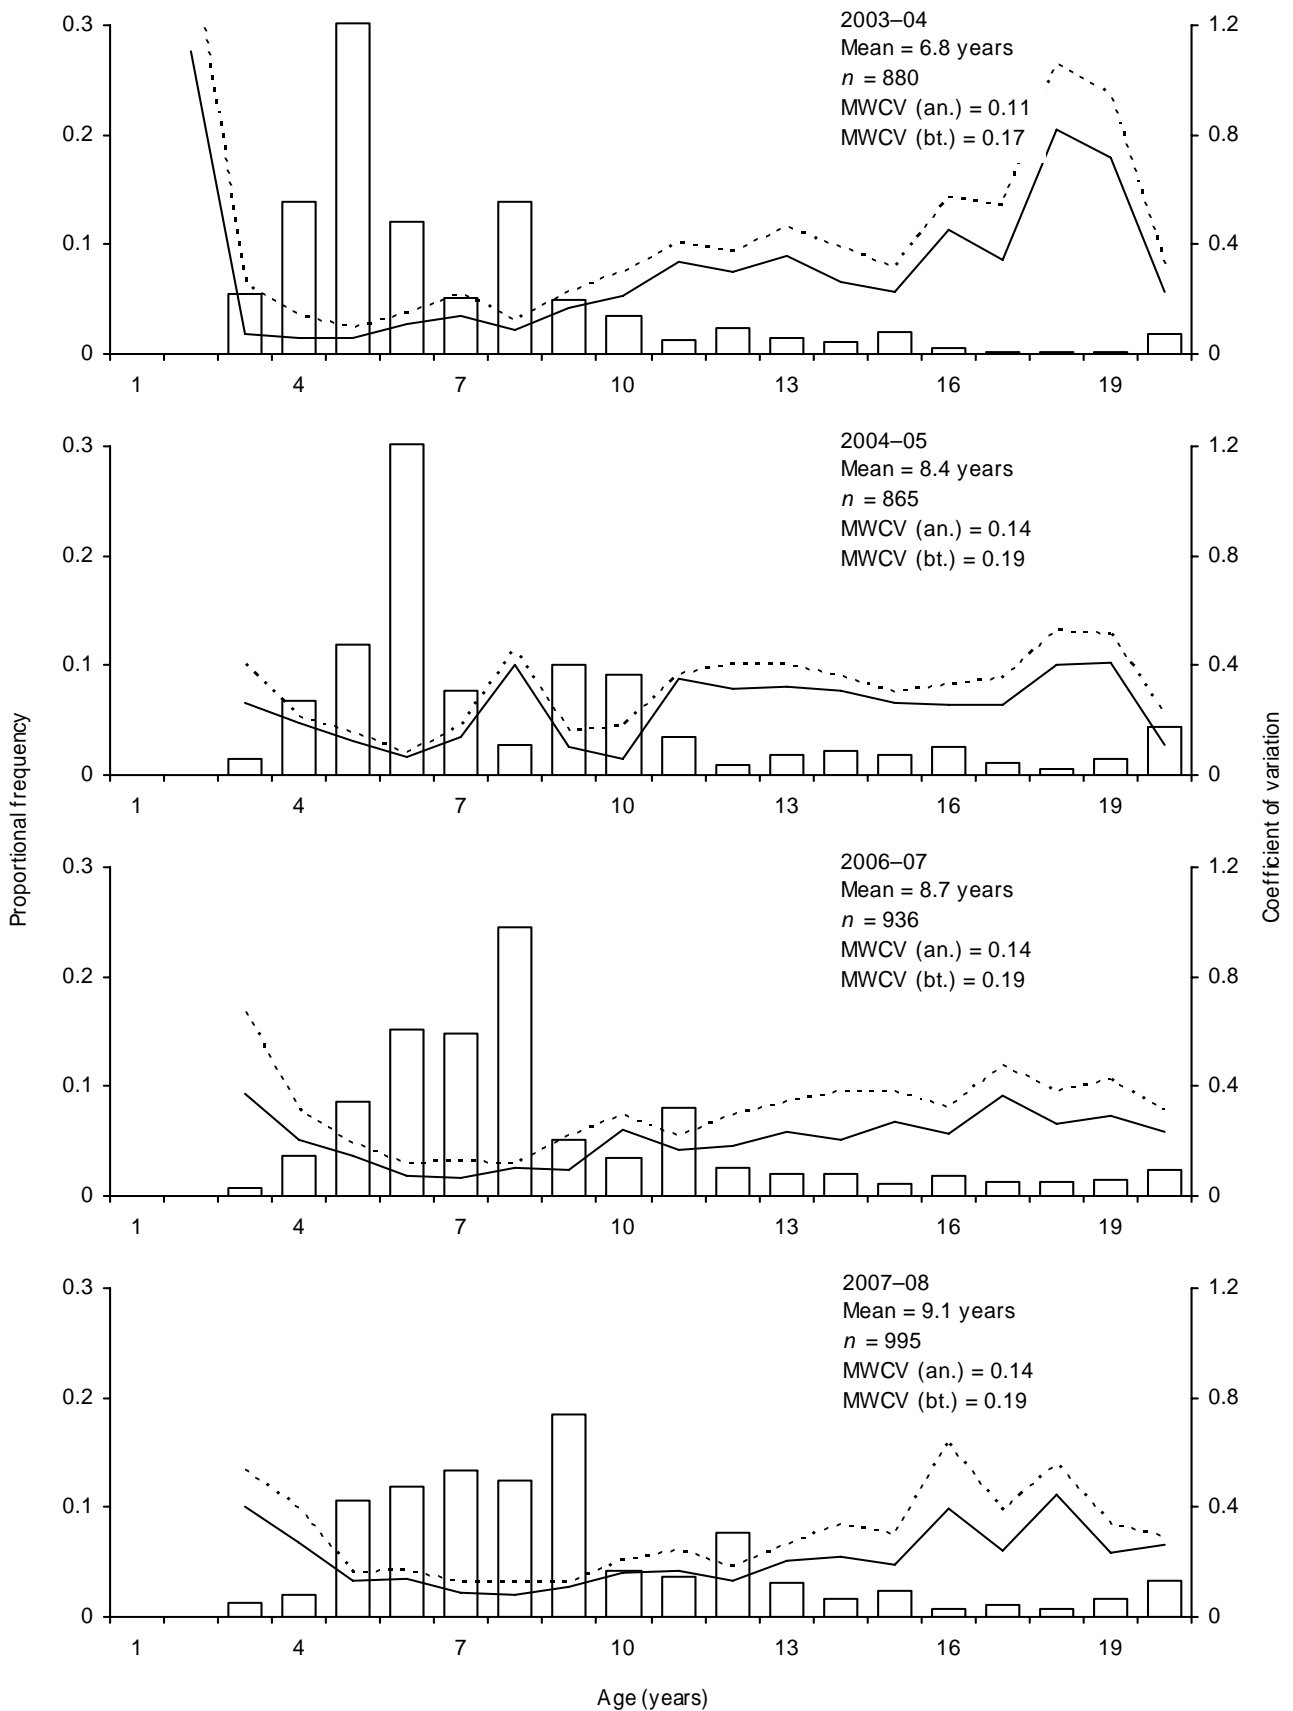 0.3
0.2
0.1
0
1.2
0.8
0.4
0
2003–04
Mean = 6.8 years
n = 880
MWCV (an.) = 0.11
MWCV (bt.) = 0.17
1 4 7 10 13 16 19
0.3
0.2
0.1
0
1.2
0.8
0.4
0
2004–05
Mean = 8.4 years
n = 865
MWCV (an.) = 0.14
MWCV (bt.) = 0.19
1 4 7 10 13 16 19
Proportional frequency
Coefficient of variation
0.3
0.2
0.1
0
1.2
0.8
0.4
0
2006–07
Mean = 8.7 years
n = 936
MWCV (an.) = 0.14
MWCV (bt.) = 0.19
1 4 7 10 13 16 19
0.3
0.2
0.1
0
1.2
0.8
0.4
0
2007–08
Mean = 9.1 years
n = 995
MWCV (an.) = 0.14
MWCV (bt.) = 0.19
1 4 7 10 13 16 19
Age (years)